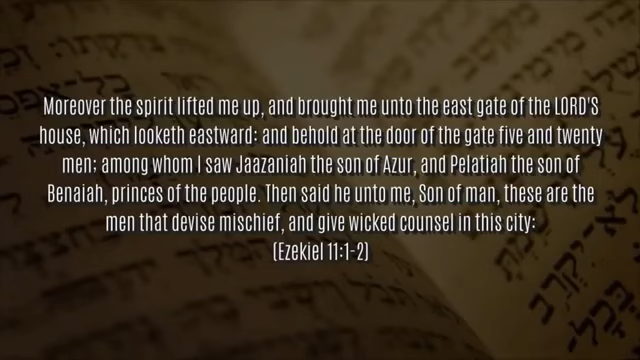 Moreover the spirit lifted me up, and brought me unto the east gate of the LORD'S
house, which looketh eastward: and behold at the door of the gate five and twenty
men; among whom I saw Jaazaniah the son of Azur, and Pelatiah the son of
Benaiah, princes of the people. Then said he unto me, Son of man, these are the
men that devise mischief, and give wicked counsel in this city:
(Ezekiel 11:1-2)